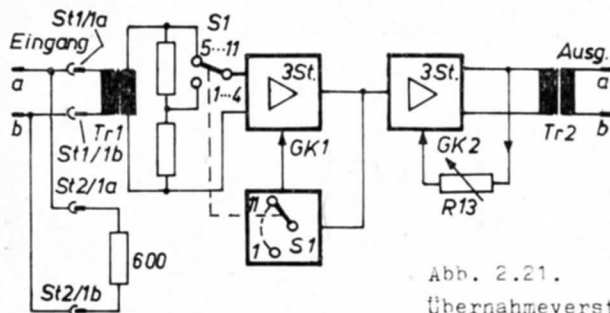 St1/1a
S1
Eingang
5...11
3St.
3St.
Ausg.
a
a
1...4
b
b
Tr1
GK1
GK2
Tr2
St1/1b
St2/1a
R13
11
S1
1
600
St2/1b
Abb. 2.21.